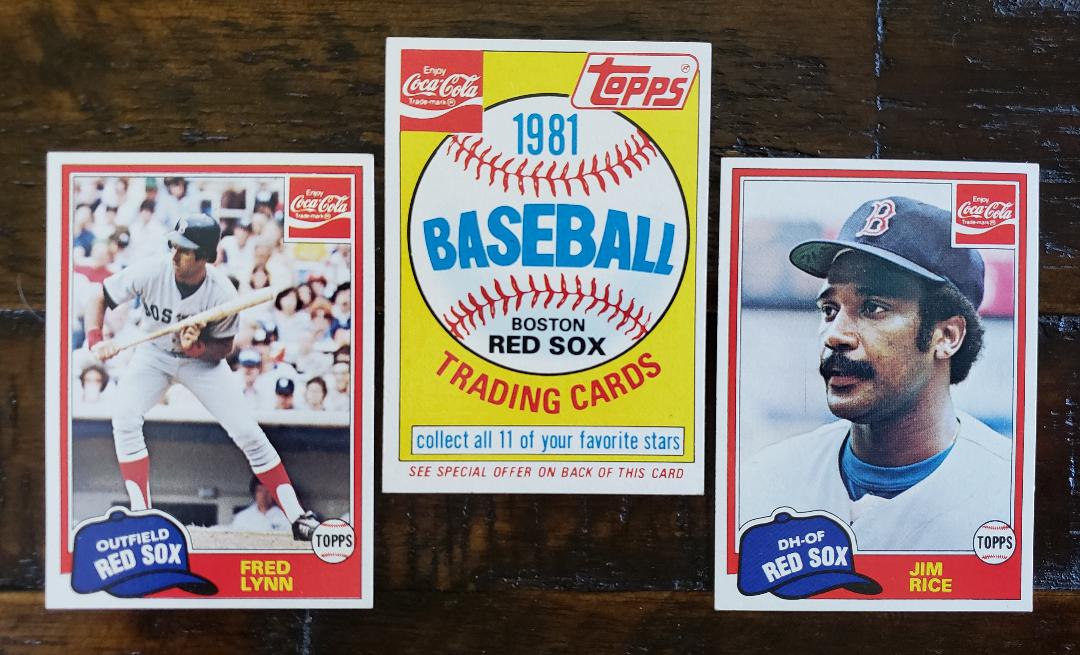 Enjoy
Coca-Cola
Trade-mark ®
BOS
OUTFIELD
RED SOX
FRED
LYNN
TOPPS
Enjoy
Coca-Cola
Trade-mark ®
TOPPS ®
1981
BASEBALL
BOSTON
RED SOX
TRADING CARDS
collect all 11 of your favorite stars
SEE SPECIAL OFFER ON BACK OF THIS CARD
Enjoy
Coca-Cola
Trade-mark ®
B
DH-OF
RED SOX
JIM
RICE
TOPPS